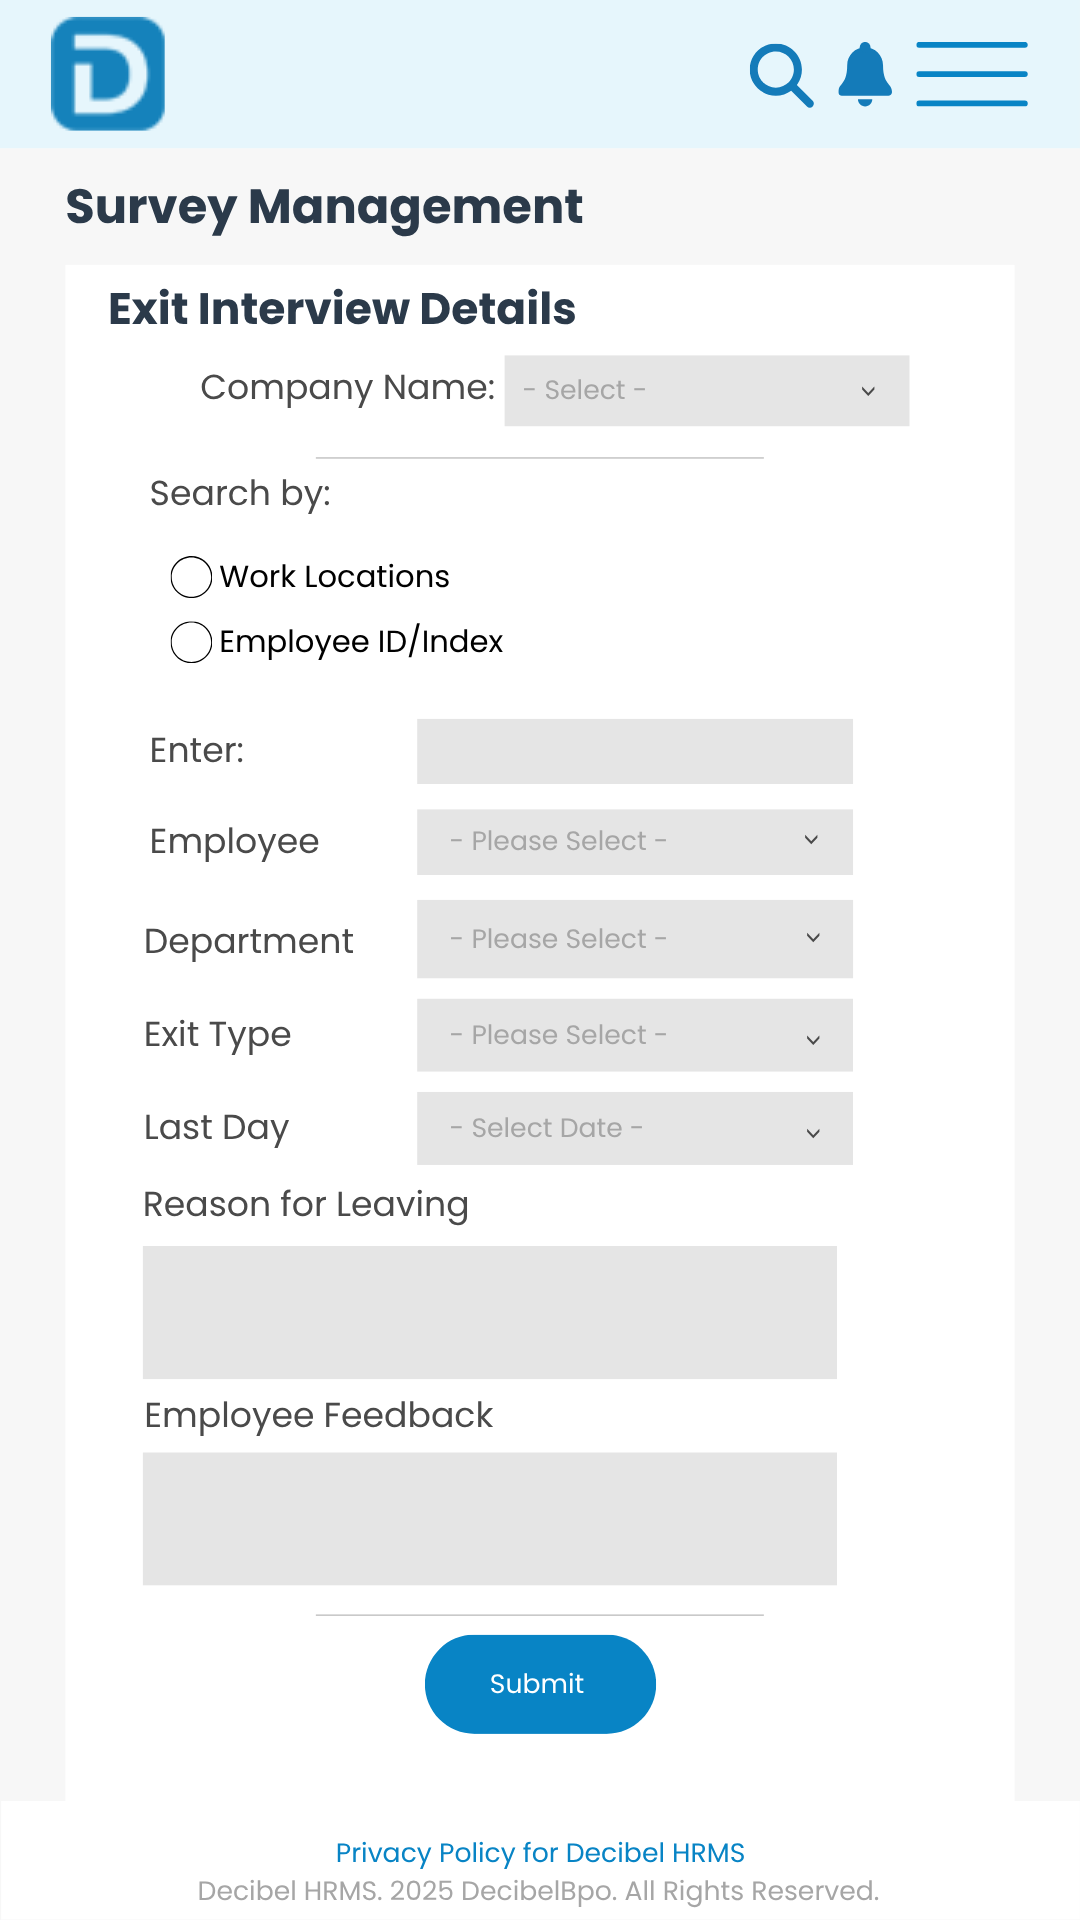 D
Survey Management
Exit Interview Details
Company Name: - Select -
Search by:
Work Locations
Employee ID/Index
Enter:
Employee - Please Select -
Department - Please Select -
Exit Type - Please Select -
Last Day - Select Date -
Reason for Leaving
Employee Feedback
Submit
Privacy Policy for Decibel HRMS
Decibel HRMS. 2025 DecibelBpo. All Rights Reserved.